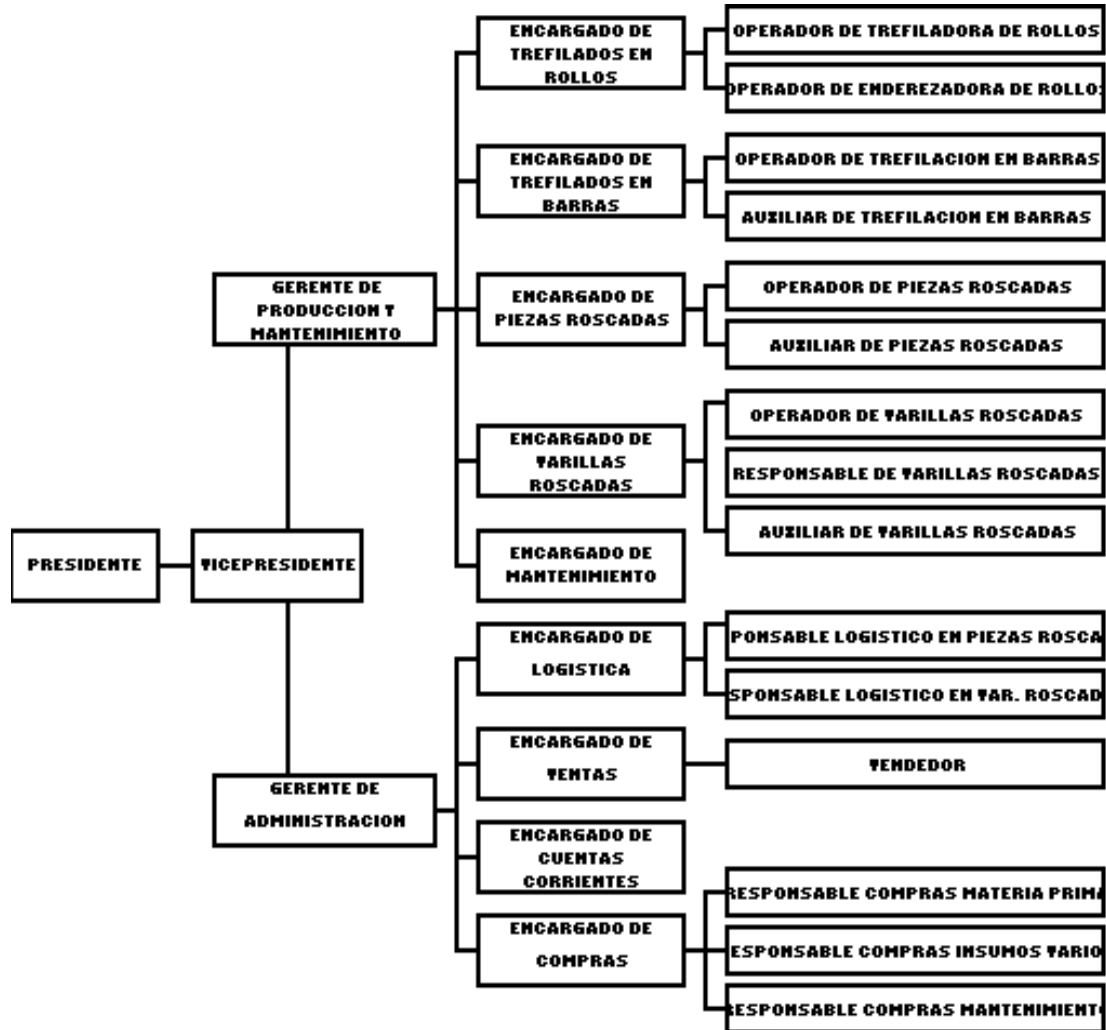 PRESIDENTE
VICEPRESIDENTE
GERENTE DE
PRODUCCION Y
MANTENIMIENTO
ENCARGADO DE
TREFILADOS EN
ROLLOS
OPERADOR DE TREFILADORA DE ROLLOS
OPERADOR DE ENDEREZADORA DE ROLLOS
ENCARGADO DE
TREFILADOS EN
BARRAS
OPERADOR DE TREFILACION EN BARRAS
AUXILIAR DE TREFILACION EN BARRAS
ENCARGADO DE
PIEZAS ROSCADAS
OPERADOR DE PIEZAS ROSCADAS
AUXILIAR DE PIEZAS ROSCADAS
ENCARGADO DE
VARILLAS
ROSCADAS
OPERADOR DE VARILLAS ROSCADAS
RESPONSABLE DE VARILLAS ROSCADAS
AUXILIAR DE VARILLAS ROSCADAS
ENCARGADO DE
MANTENIMIENTO
GERENTE DE
ADMINISTRACION
ENCARGADO DE
LOGISTICA
PONSABLE LOGISTICO EN PIEZAS ROSCA
SPONSABLE LOGISTICO EN VAR. ROSCAD
ENCARGADO DE
VENTAS
VENDEDOR
ENCARGADO DE
CUENTAS
CORRIENTES
ENCARGADO DE
COMPRAS
RESPONSABLE COMPRAS MATERIA PRIMA
ESPONSABLE COMPRAS INSUMOS VARIO
RESPONSABLE COMPRAS MANTENIMIENTO